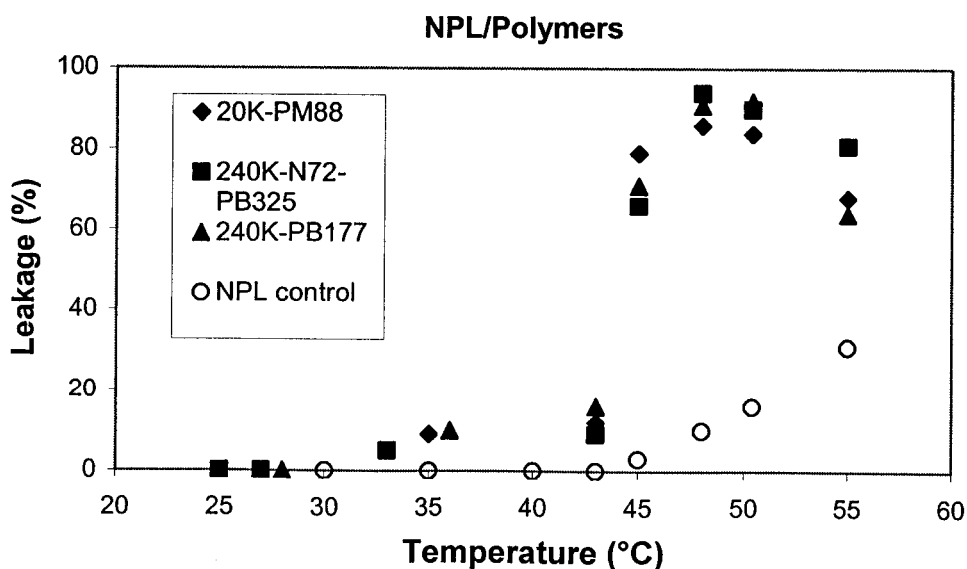 NPL/Polymers
100
80
60
40
20
0
Leakage (%)
20K-PM88
240K-N72-
PB325
240K-PB177
NPL control
20 25 30 35 40 45 50 55 60
Temperature (°C)